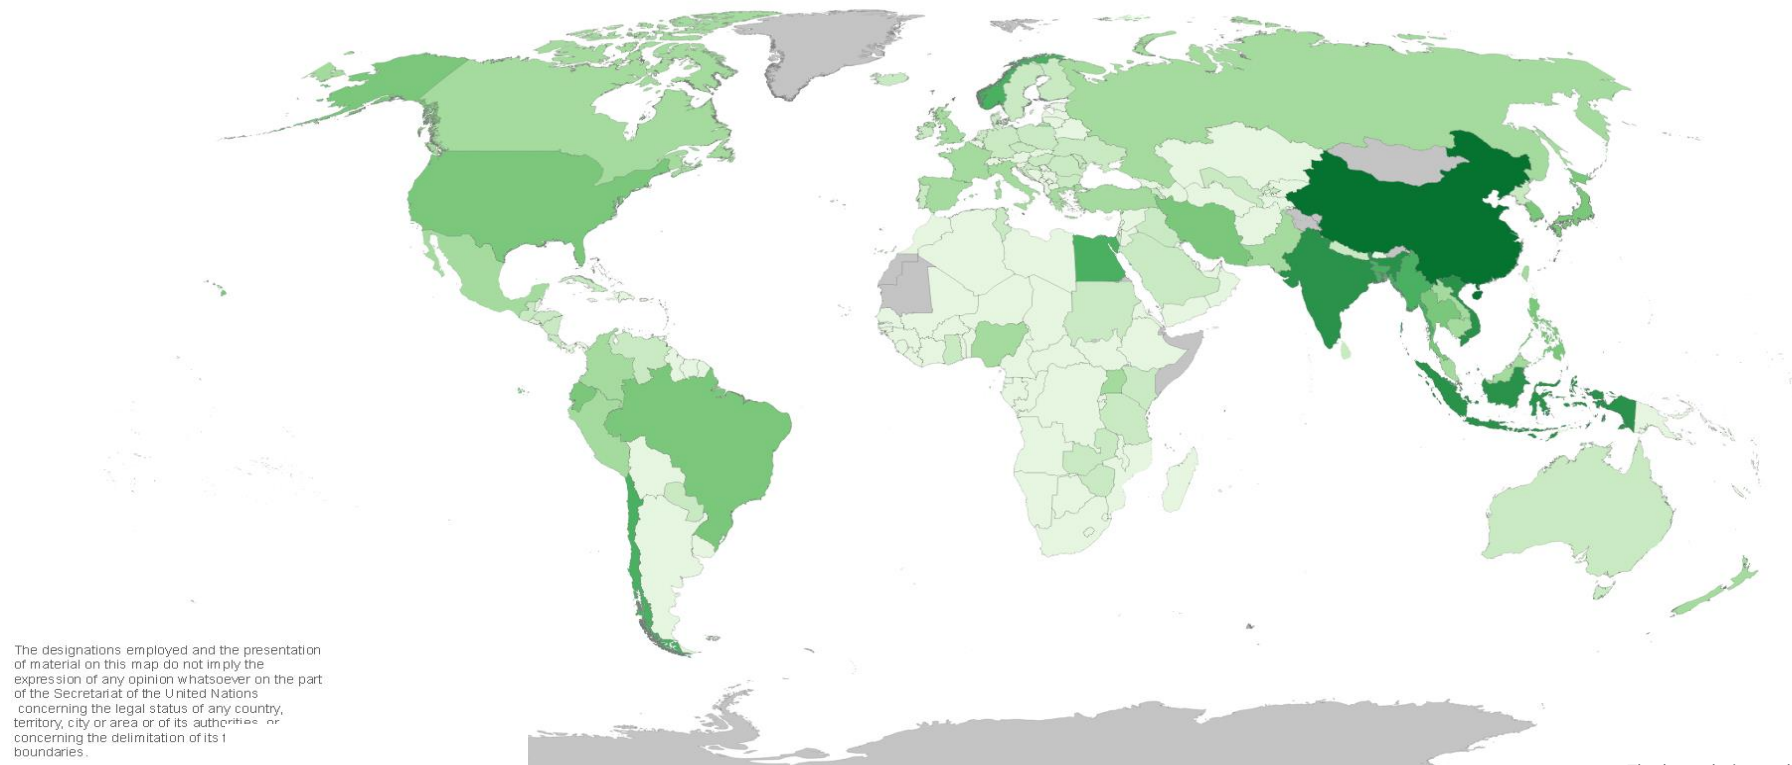 The designations employed and the presentation
of material on this map do not imply the
expression of any opinion whatsoever on the part
of the Secretariat of the United Nations
concerning the legal status of any country,
territory, city or area or of its authorities, or
concerning the delimitation of its
boundaries.